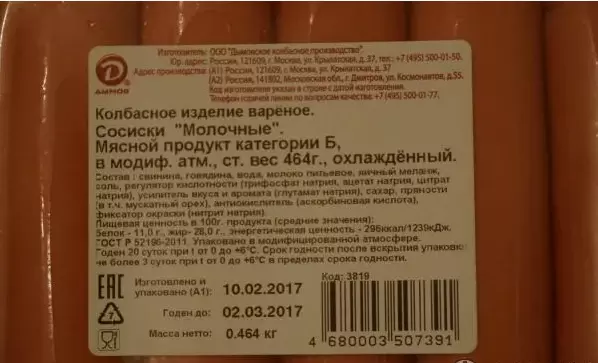 Изготовитель: ООО "Дымовское колбасное производство"
Юр. адрес: Россия, 121609, г. Москва, ул. Крылатская, д. 37, тел.: +7 (495) 500-01-50.
Адрес производства: (А1) Россия, 121609, г. Москва, ул. Крылатская, д. 37,
(А2) Россия, 141802, Московская обл., г. Дмитров, ул. Космонавтов, д.55.
Код изготовителя указан в строке с датой изготовления.
Телефон горячей линии по вопросам качества +7 (495) 500-01-77.
Д
ДЫМОВ
Колбасное изделие варёное.
Сосиски "Молочные".
Мясной продукт категории Б,
в модиф. атм., ст. вес 464г., охлаждённый.
Состав : свинина, говядина, вода, молоко питьевое, яичный меланж,
соль, регулятор кислотности (трифосфат натрия, ацетат натрия, цитрат
натрия), усилитель вкуса и аромата (глутамат натрия), сахар, пряности
(в т.ч. мускатный орех), антиокислитель (аскорбиновая кислота),
фиксатор окраски (нитрит натрия).
Пищевая ценность в 100г. продукта (средние значения):
белок - 11,0 г., жир- 28,0 г., энергетическая ценность - 296ккал/1239кДж.
ГОСТ Р 52196-2011. Упаковано в модифицированной атмосфере.
Годен 20 суток при t от 0 до +6°С. Срок годности после вскрытия упаковки
не более 3 суток при t от 0 до +6°С в пределах срока годности.
Код: 3819
ЕАС
Изготовлено и
упаковано (А1): 10.02.2017
Годен до: 02.03.2017
Масса нетто: 0.464 кг
4 680003 507391